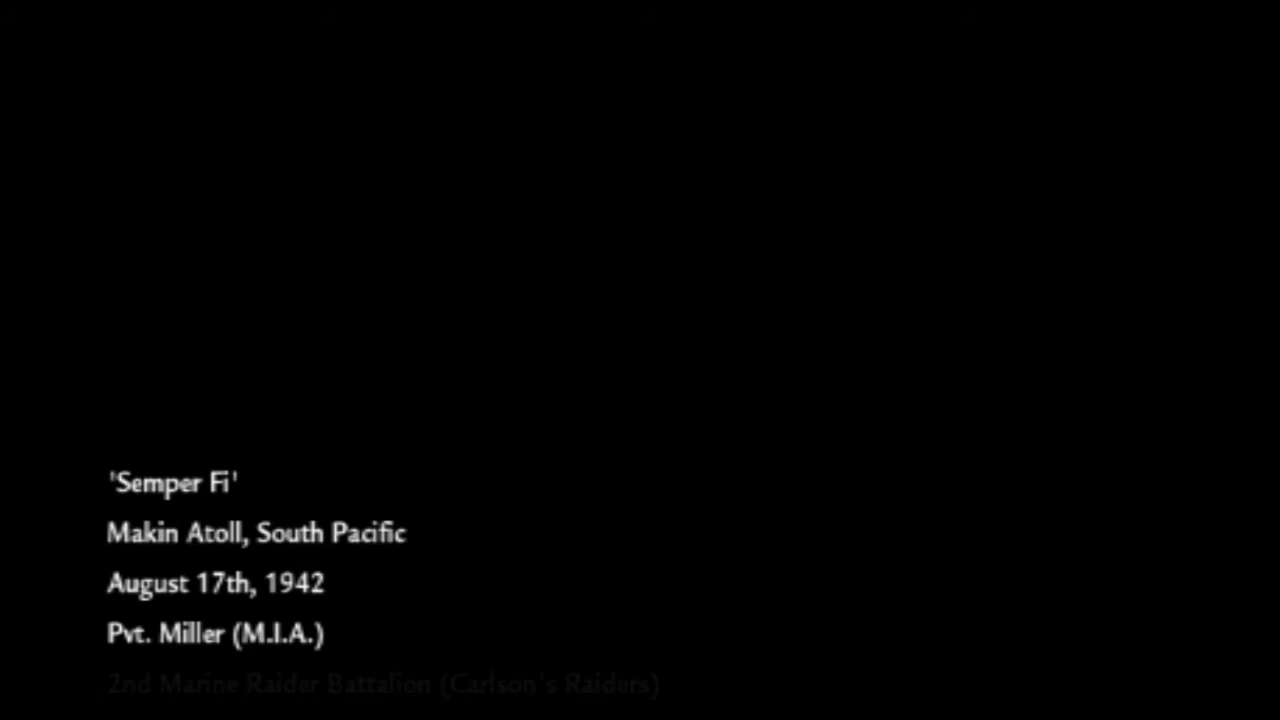 'Semper Fi'
Makin Atoll, South Pacific
August 17th, 1942
Pvt. Miller (M.I.A.)
2nd Marine Raider Battalion (Carlson's Raiders)